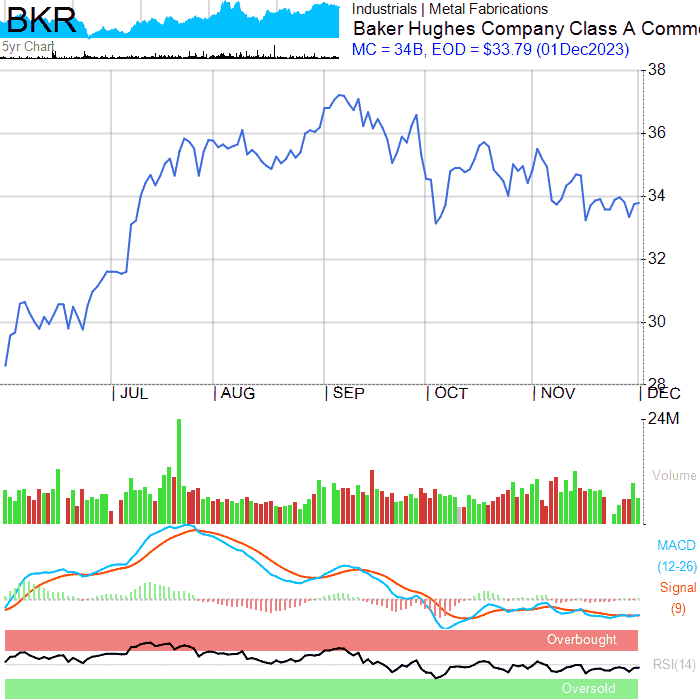 BKR
5yr Chart
Industrials | Metal Fabrications
Baker Hughes Company Class A Comm
MC = 34B, EOD = $33.79 (01Dec2023)
38
36
34
32
30
28
| JUL | AUG | SEP | OCT | NOV | DEC
24M
Volume
MACD
(12-26)
Signal
(9)
Overbought
RSI(14)
Oversold